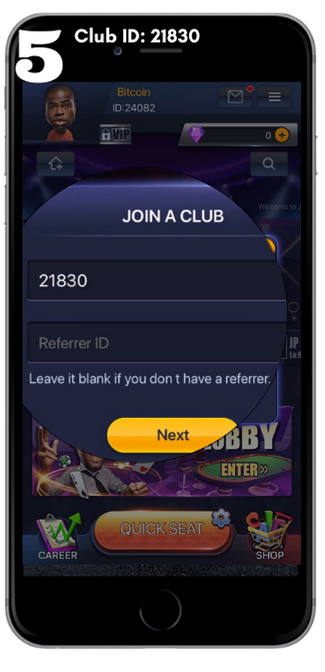 5
Club ID: 21830
Bitcoin
ID:24082
VIP
0
Welcome to J
JOIN A CLUB
21830
Referrer ID
JP
Leave it blank if you don t have a referrer.
Next
LOBBY
ENTER
QUICK SEAT
CAREER
SHOP